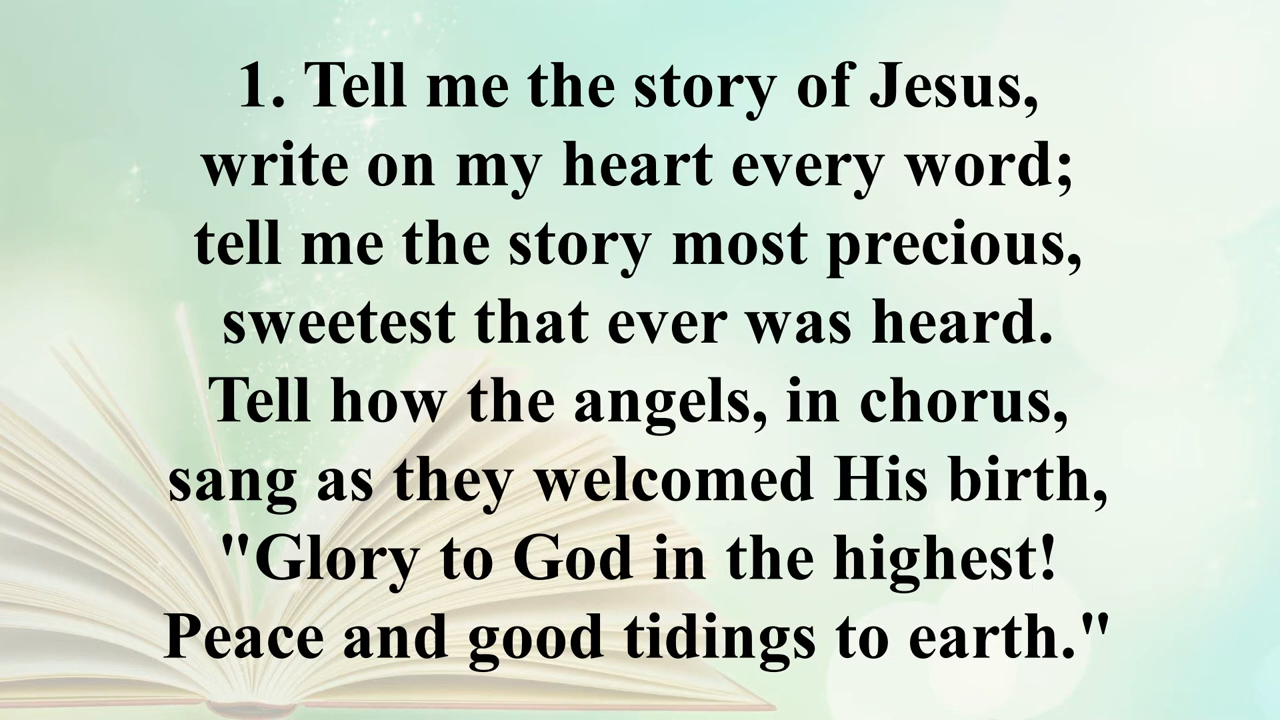 1. Tell me the story of Jesus,
write on my heart every word;
tell me the story most precious,
sweetest that ever was heard.
Tell how the angels, in chorus,
sang as they welcomed His birth,
"Glory to God in the highest!
Peace and good tidings to earth."